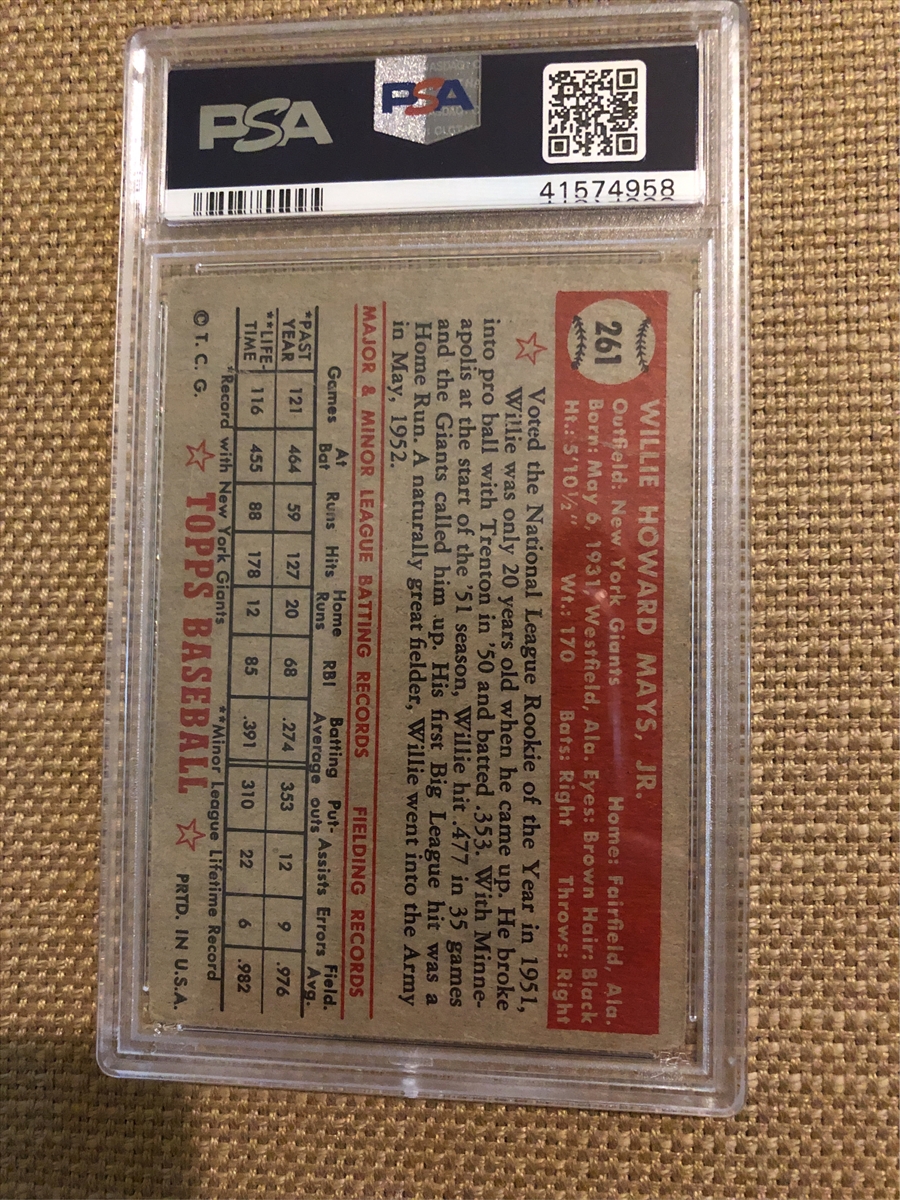 PSA
PSA
41574958
261
WILLIE HOWARD MAYS, JR.
Outfield: New York Giants Home: Fairfield, Ala.
Born: May 6, 1931, Westfield, Ala. Eyes: Brown Hair: Black
Ht.: 5'10½" Wt.: 170 Bats: Right Throws: Right
Voted the National League Rookie of the Year in 1951,
Willie was only 20 years old when he came up. He broke
into pro ball with Trenton in '50 and batted .353. With Minne-
apolis at the start of the '51 season, Willie hit .477 in 35 games
and the Giants called him up. His first Big League hit was a
Home Run. A naturally great fielder, Willie went into the Army
in May, 1952.
MAJOR & MINOR LEAGUE BATTING RECORDS FIELDING RECORDS
Games At Bat Runs Hits Home Runs RBI Batting Average Put-outs Assists Errors Field. Avg.
*PAST YEAR 121 464 59 127 20 68 .274 353 12 9 .976
**LIFE-TIME 116 455 88 178 12 85 .391 310 22 6 .982
*Record with New York Giants **Minor League Lifetime Record
© T. C. G. TOPPS BASEBALL PRTD. IN U.S.A.